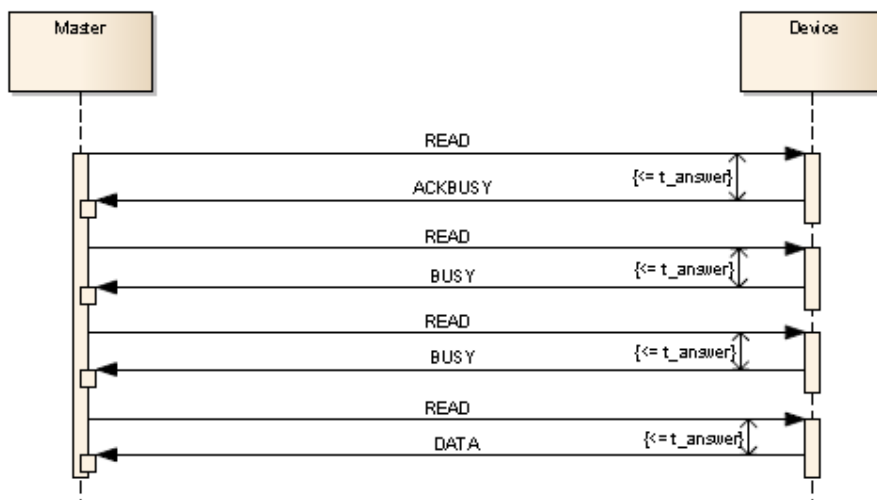 Master
Device
READ
{<= t_answer}
ACKBUSY
READ
{<= t_answer}
BUSY
READ
{<= t_answer}
BUSY
READ
{<= t_answer}
DATA